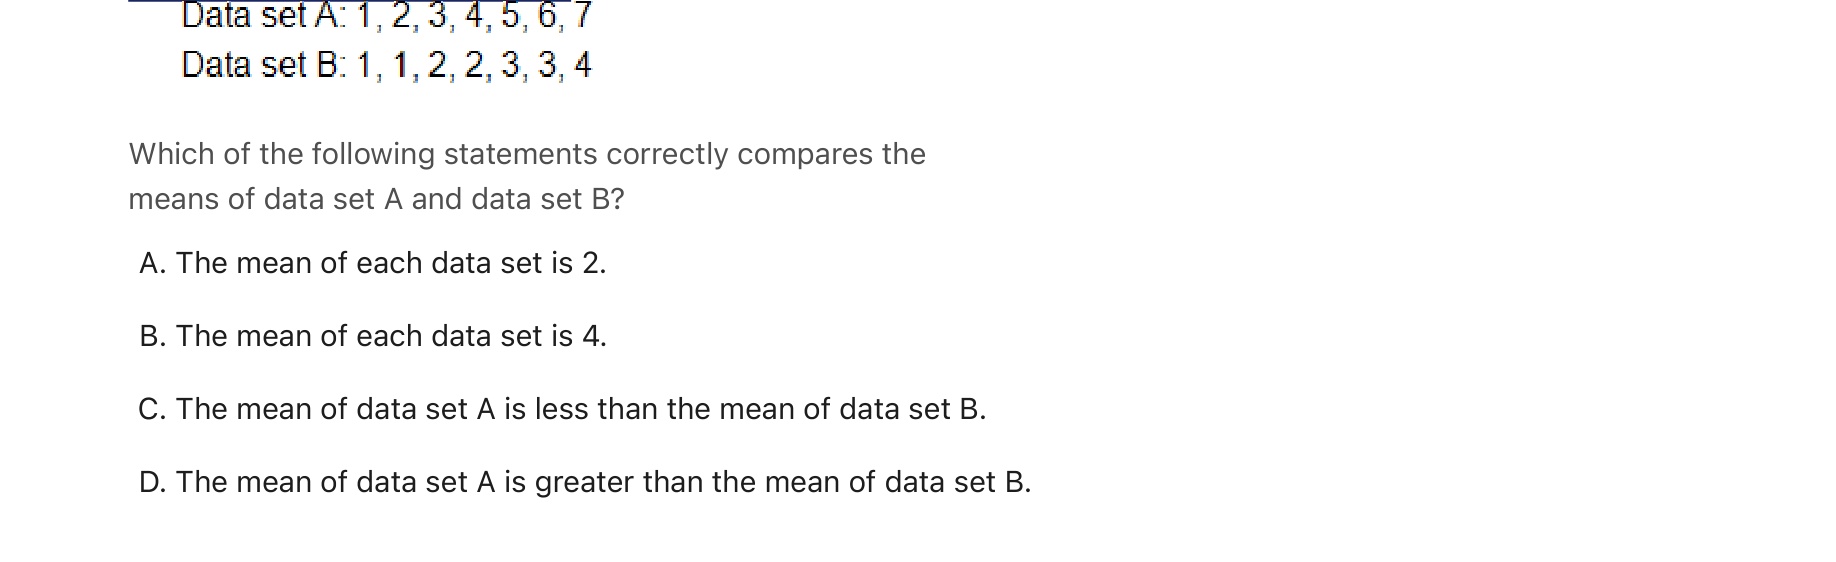 Data set A: 1, 2, 3, 4, 5, 6, 7
Data set B: 1, 1, 2, 2, 3, 3, 4
Which of the following statements correctly compares the
means of data set A and data set B?
A. The mean of each data set is 2.
B. The mean of each data set is 4.
C. The mean of data set A is less than the mean of data set B.
D. The mean of data set A is greater than the mean of data set B.